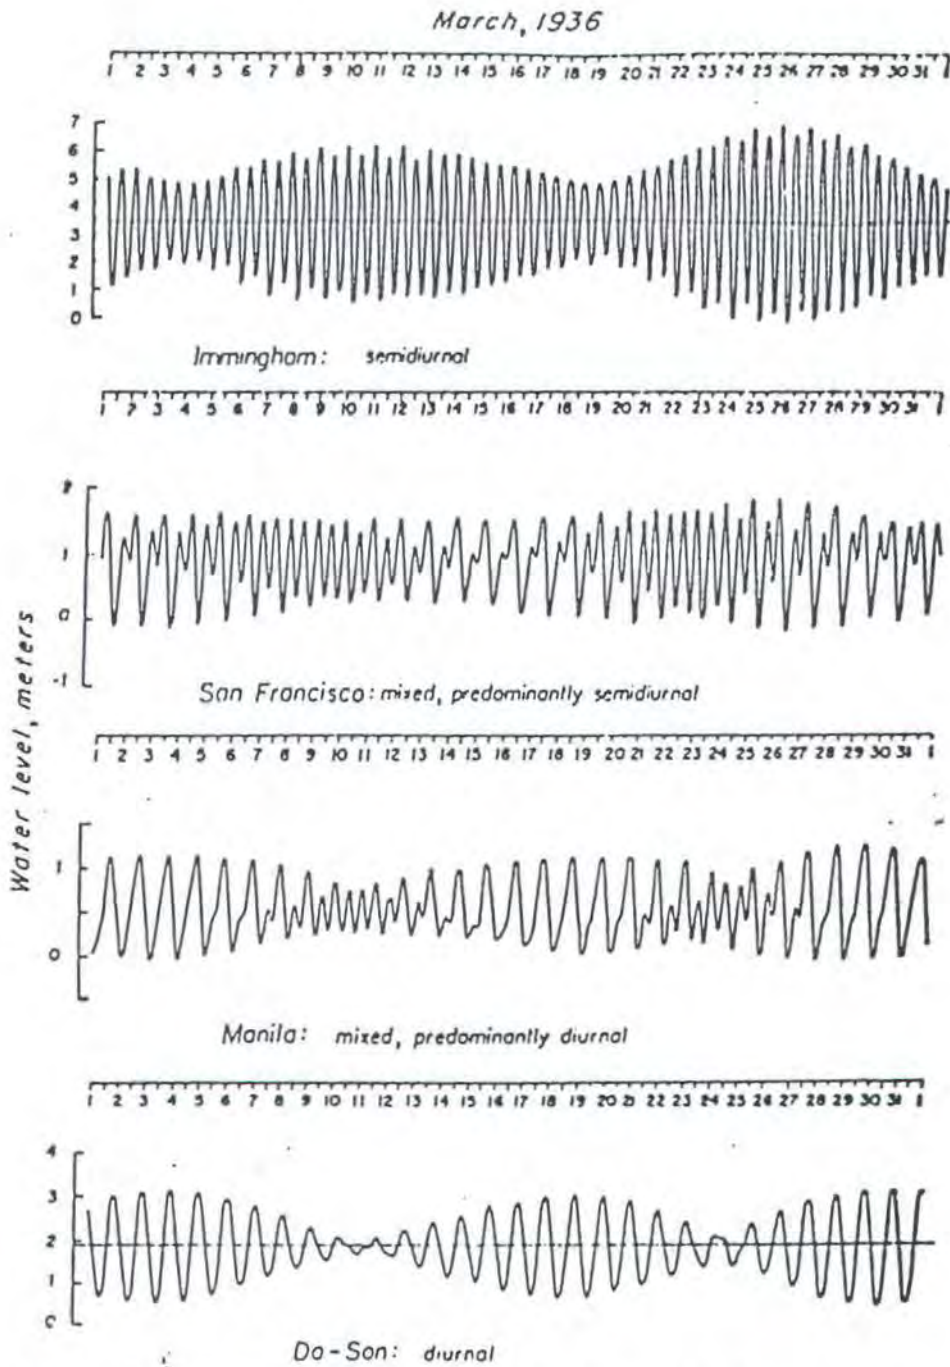 March, 1936
1 2 3 4 5 6 7 8 9 10 11 12 13 14 15 16 17 18 19 20 21 22 23 24 25 26 27 28 29 30 31 1
7
6
5
4
3
2
1
0
Immingham: semidiurnal
1 2 3 4 5 6 7 8 9 10 11 12 13 14 15 16 17 18 19 20 21 22 23 24 25 26 27 28 29 30 31 1
2
1
0
-1
San Francisco: mixed, predominantly semidiurnal
Water level, meters
1 2 3 4 5 6 7 8 9 10 11 12 13 14 15 16 17 18 19 20 21 22 23 24 25 26 27 28 29 30 31 1
1
0
Manila: mixed, predominantly diurnal
1 2 3 4 5 6 7 8 9 10 11 12 13 14 15 16 17 18 19 20 21 22 23 24 25 26 27 28 29 30 31 1
4
3
2
1
0
Do-Son: diurnal